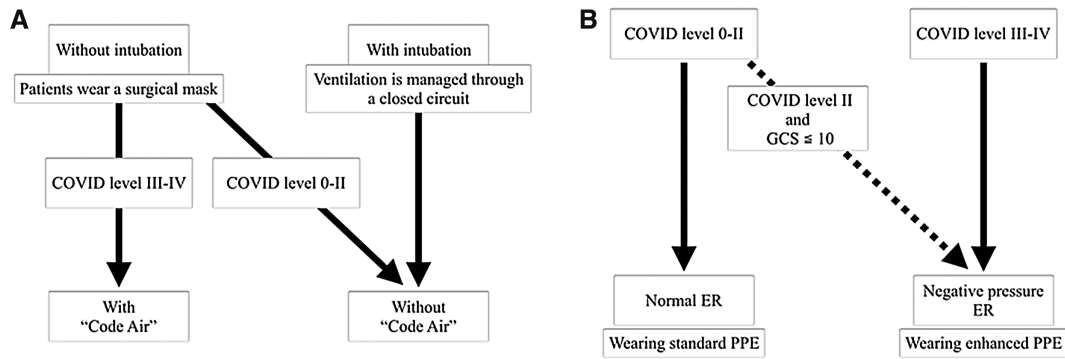 A
Without intubation
Patients wear a surgical mask
With intubation
Ventilation is managed through
a closed circuit
COVID level III-IV
COVID level 0-II
With
“Code Air”
Without
“Code Air”
B
COVID level 0-II
COVID level III-IV
COVID level II
and
GCS ≦ 10
Normal ER
Wearing standard PPE
Negative pressure
ER
Wearing enhanced PPE